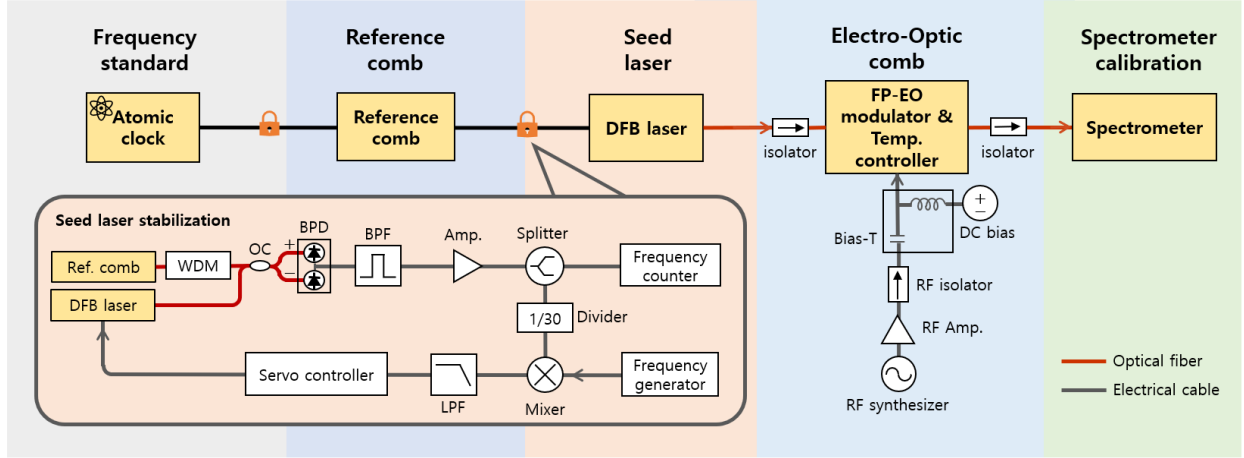 Frequency
standard
Reference
comb
Seed
laser
Electro-Optic
comb
Spectrometer
calibration
Atomic
clock
Reference
comb
DFB laser
isolator
FP-EO
modulator &
Temp.
controller
isolator
Spectrometer
Seed laser stabilization
Ref. comb
WDM
OC
BPD
+
−
BPF
Amp.
Splitter
Frequency
counter
DFB laser
1/30
Divider
Servo controller
LPF
Mixer
Frequency
generator
Bias-T
+
−
DC bias
RF isolator
RF Amp.
RF synthesizer
Optical fiber
Electrical cable